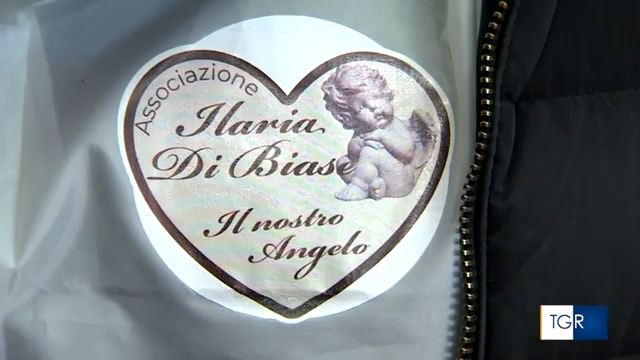 Associazione
Ilaria
Di Biase
Il nostro
Angelo
TGR